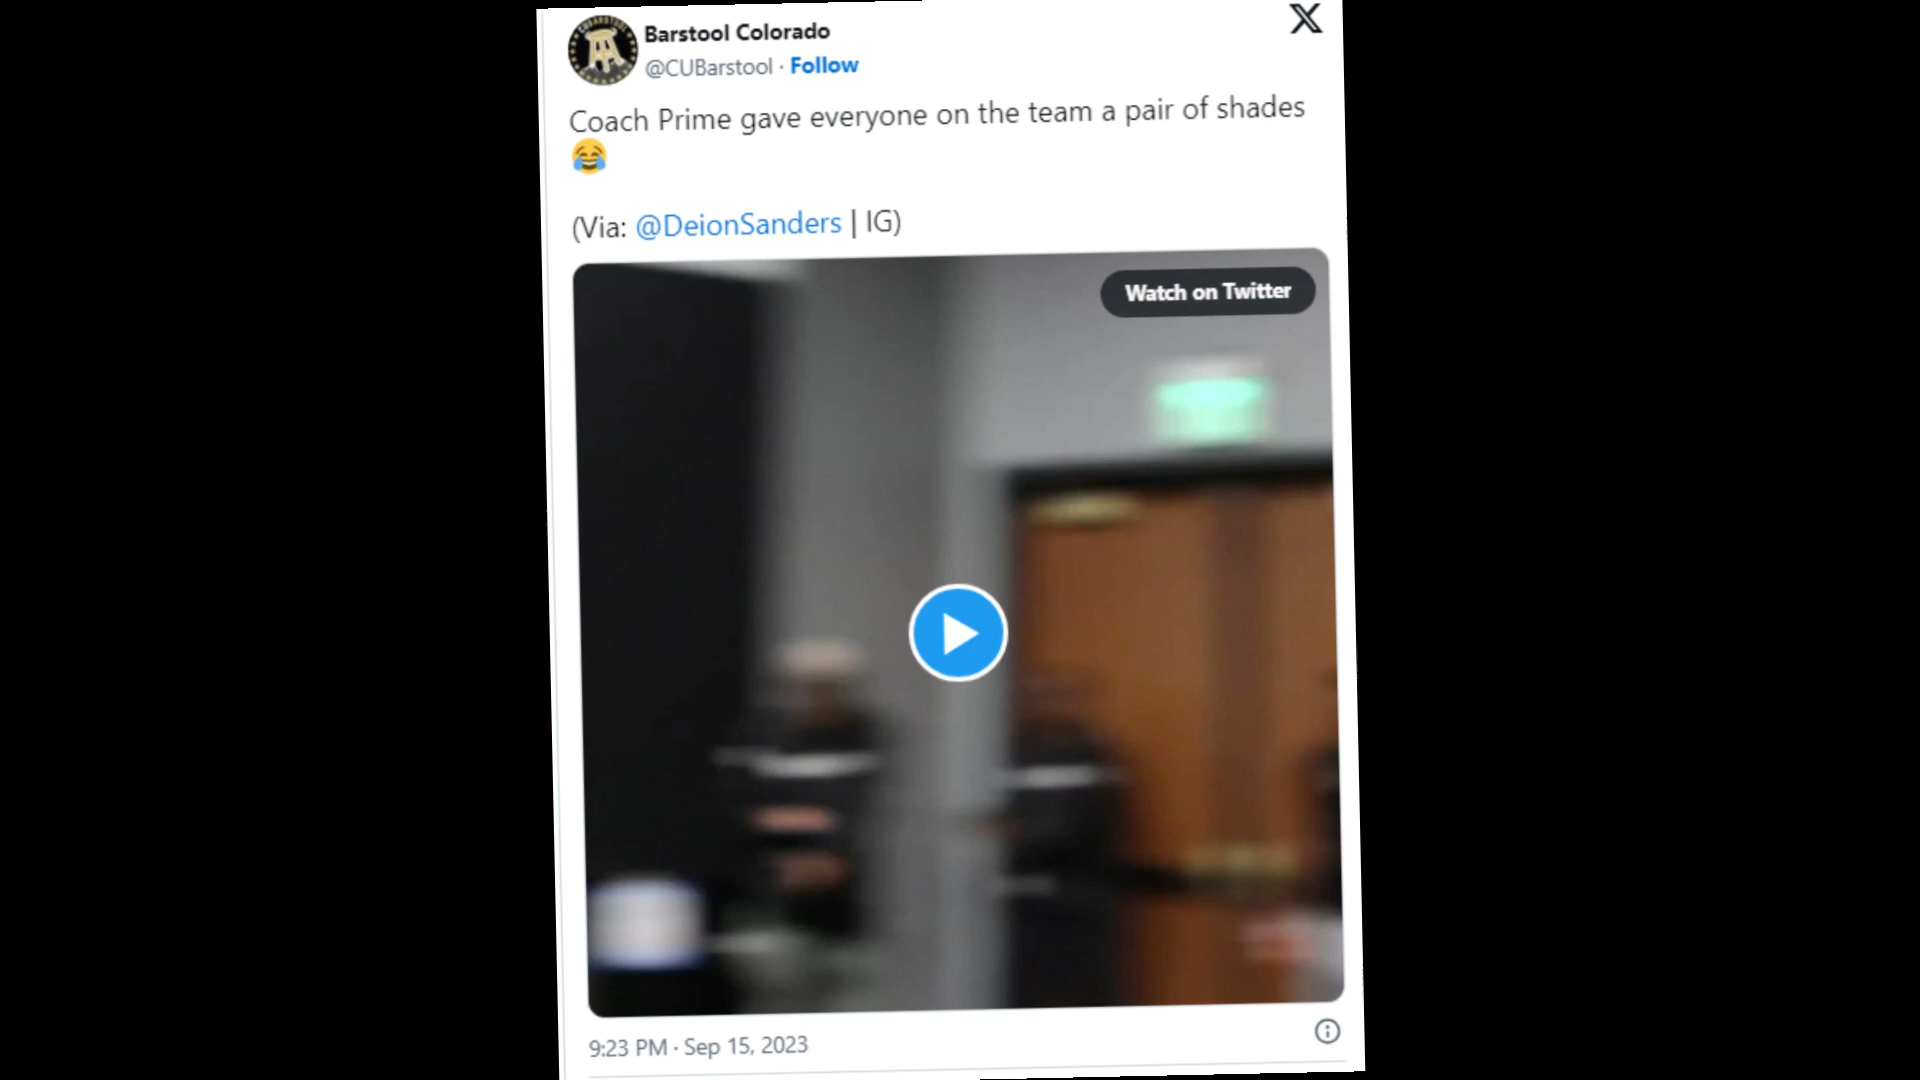 Barstool Colorado
@CUBarstool · Follow
Coach Prime gave everyone on the team a pair of shades
😂
(Via: @DeionSanders | IG)
Watch on Twitter
9:23 PM · Sep 15, 2023